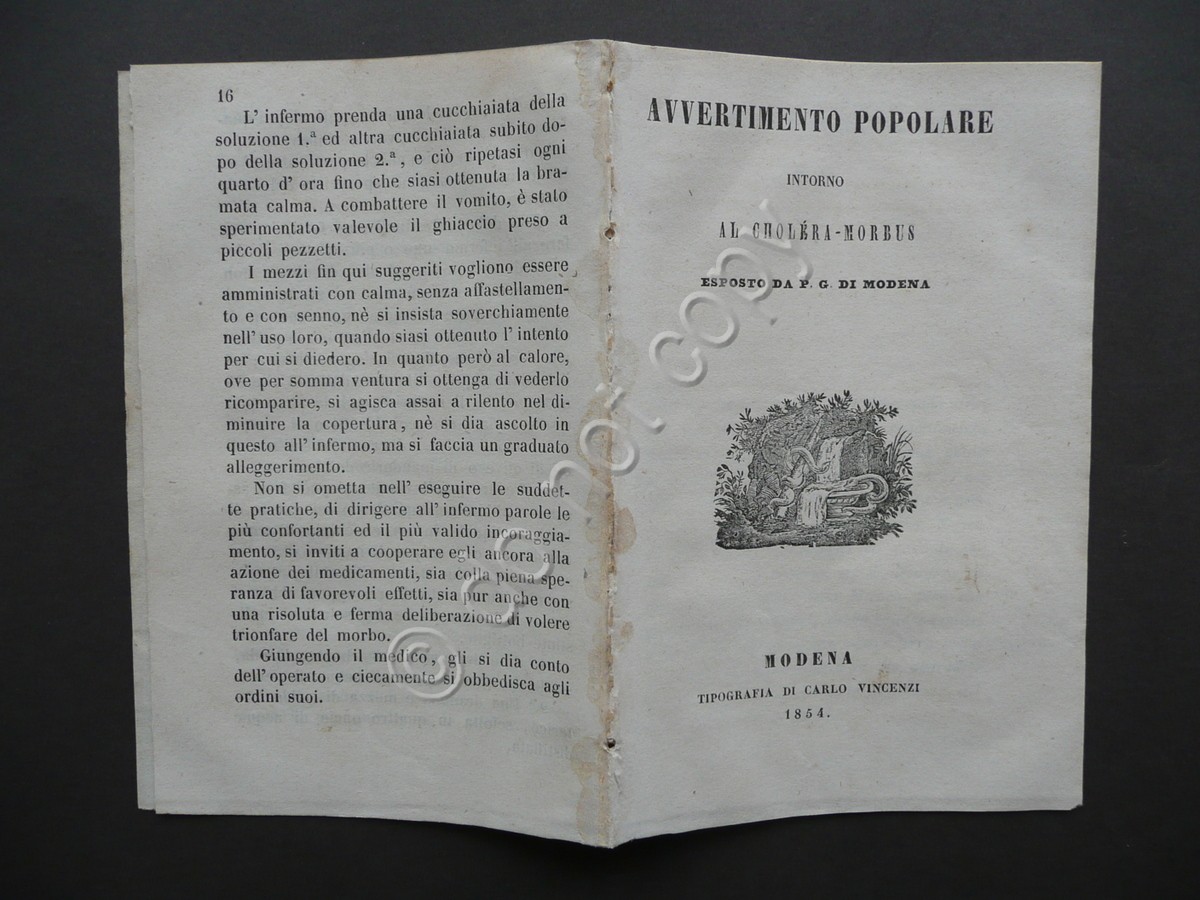 16
L' infermo prenda una cucchiaiata della
soluzione 1.ª ed altra cucchiaiata subito do-
po della soluzione 2.ª, e ciò ripetasi ogni
quarto d' ora fino che siasi ottenuta la bra-
mata calma. A combattere il vomito, è stato
sperimentato valevole il ghiaccio preso a
piccoli pezzetti.
I mezzi fin qui suggeriti vogliono essere
amministrati con calma, senza affastellamen-
to e con senno, nè si insista soverchiamente
nell' uso loro, quando siasi ottenuto l' intento
per cui si diedero. In quanto però al calore,
ove per somma ventura si ottenga di vederlo
ricomparire, si agisca assai a rilento nel di-
minuire la copertura, nè si dia ascolto in
questo all' infermo, ma si faccia un graduato
alleggerimento.
Non si ometta nell' eseguire le suddet-
te pratiche, di dirigere all' infermo parole le
più confortanti ed il più valido incoraggia-
mento, si inviti a cooperare egli ancora alla
azione dei medicamenti, sia colla piena spe-
ranza di favorevoli effetti, sia pur anche con
una risoluta e ferma deliberazione di volere
trionfare del morbo.
Giungendo il medico, gli si dia conto
dell' operato e ciecamente si obbedisca agli
ordini suoi.
AVVERTIMENTO POPOLARE
INTORNO
AL CHOLÉRA-MORBUS
ESPOSTO DA P. G. DI MODENA
MODENA
TIPOGRAFIA DI CARLO VINCENZI
1854.
© cc not copy